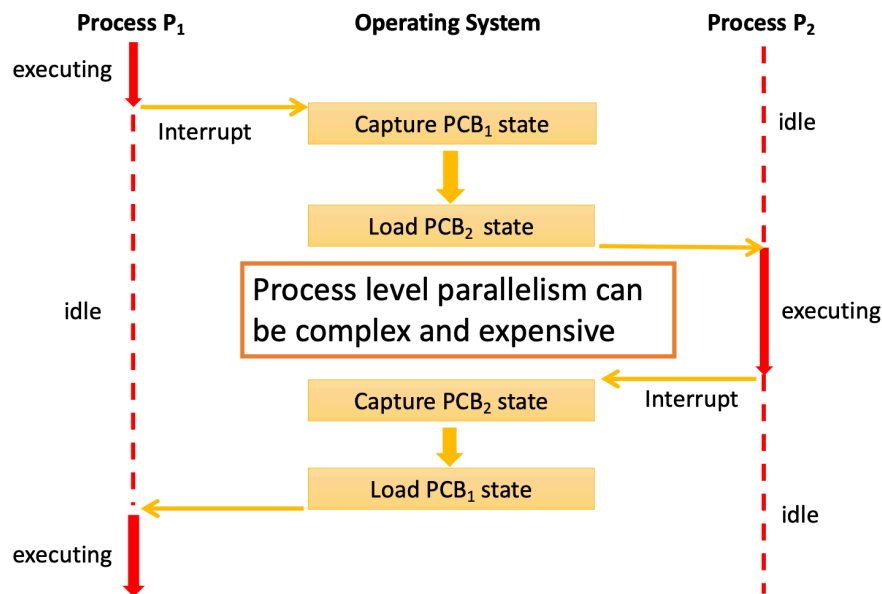 Process P₁
Operating System
Process P₂
executing
Interrupt
Capture PCB₁ state
idle
Load PCB₂ state
Process level parallelism can
be complex and expensive
idle
executing
Capture PCB₂ state
Interrupt
Load PCB₁ state
idle
executing